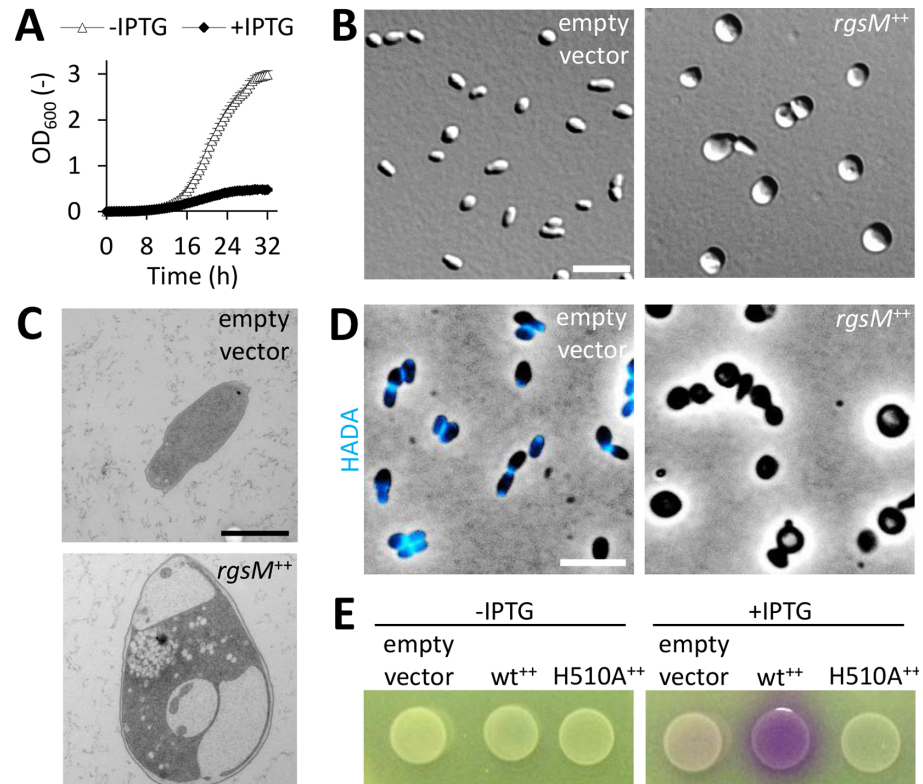 A
-IPTG
+IPTG
OD600 (-)
3
2
1
0
0
8
16
24
32
Time (h)
B
empty
vector
rgsM++
C
empty
vector
rgsM++
D
HADA
empty
vector
rgsM++
E
-IPTG
+IPTG
empty
vector
wt++
H510A++
empty
vector
wt++
H510A++